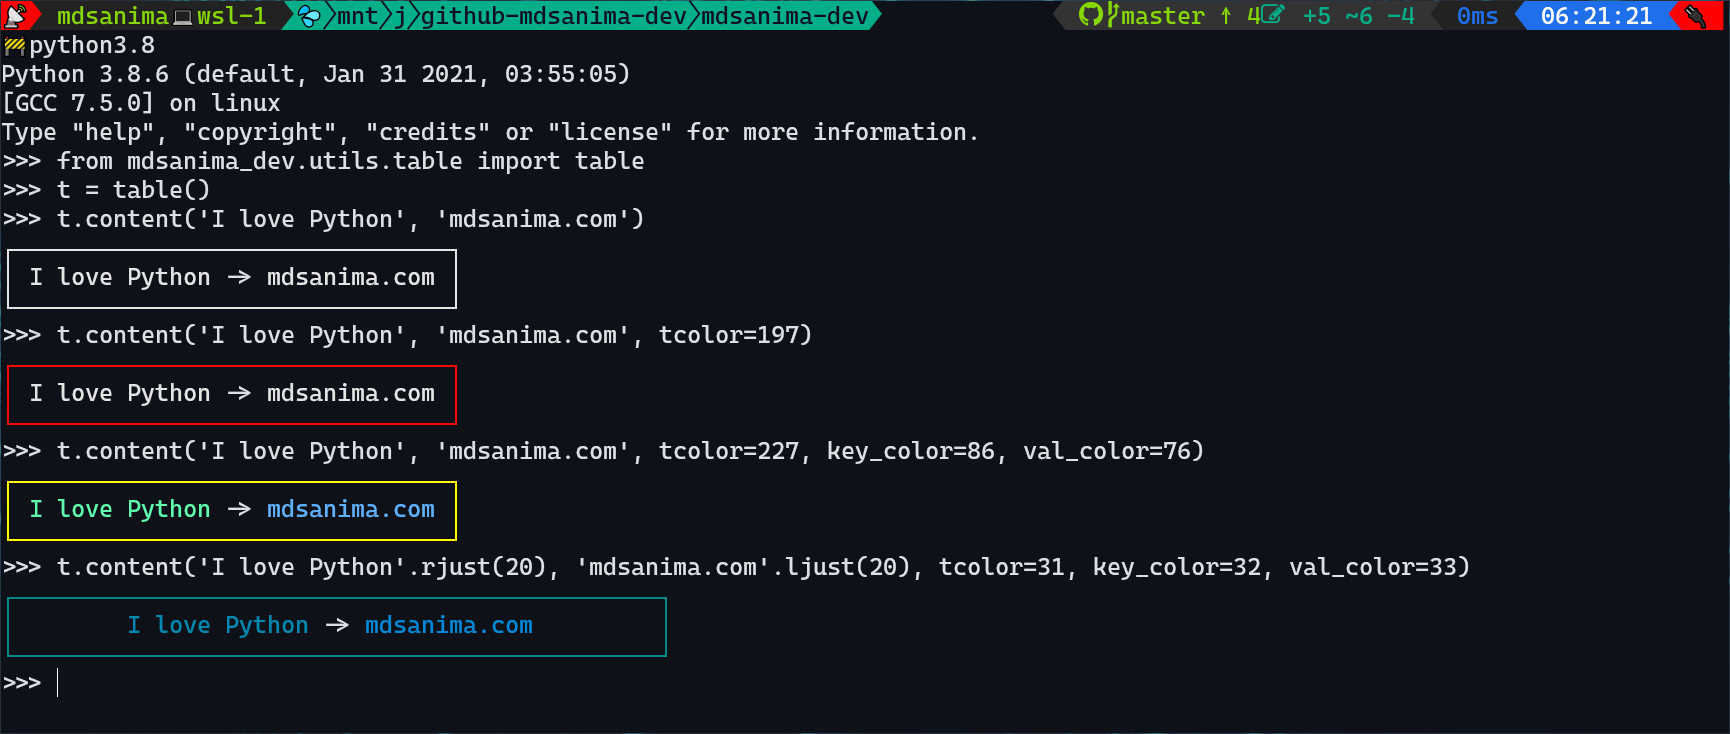 mdsanima wsl-1 mnt j github-mdsanima-dev mdsanima-dev master ↑ 4 +5 ~6 -4 0ms 06:21:21
python3.8
Python 3.8.6 (default, Jan 31 2021, 03:55:05)
[GCC 7.5.0] on linux
Type "help", "copyright", "credits" or "license" for more information.
>>> from mdsanima_dev.utils.table import table
>>> t = table()
>>> t.content('I love Python', 'mdsanima.com')
I love Python -> mdsanima.com
>>> t.content('I love Python', 'mdsanima.com', tcolor=197)
I love Python -> mdsanima.com
>>> t.content('I love Python', 'mdsanima.com', tcolor=227, key_color=86, val_color=76)
I love Python -> mdsanima.com
>>> t.content('I love Python'.rjust(20), 'mdsanima.com'.ljust(20), tcolor=31, key_color=32, val_color=33)
I love Python -> mdsanima.com
>>>